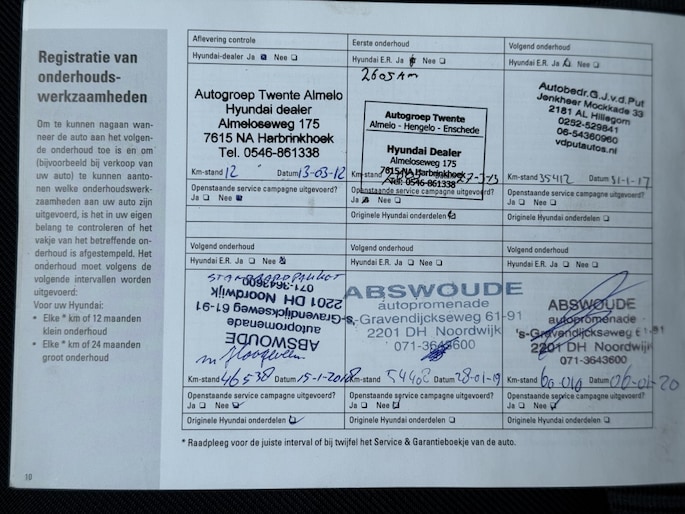 Registratie van
onderhouds-
werkzaamheden
Om te kunnen nagaan wan-
neer de auto aan het volgen-
de onderhoud toe is en om
(bijvoorbeeld bij verkoop van
uw auto) te kunnen aanto-
nen welke onderhoudswerk-
zaamheden aan uw auto zijn
uitgevoerd, is het in uw eigen
belang te controleren of het
vakje van het betreffende on-
derhoud is afgestempeld. Het
onderhoud moet volgens de
volgende intervallen worden
uitgevoerd:
Voor uw Hyundai:
• Elke * km of 12 maanden
klein onderhoud
• Elke * km of 24 maanden
groot onderhoud
10
Aflevering controle
Hyundai-dealer Ja Nee
Autogroep Twente Almelo
Hyundai dealer
Almeloseweg 175
7615 NA Harbrinkhoek
Tel. 0546-861338
Km-stand 12 Datum 13-03-12
Openstaande service campagne uitgevoerd?
Ja Nee
Eerste onderhoud
Hyundai E.R. Ja Nee
2605 km
Autogroep Twente
Almelo - Hengelo - Enschede
Hyundai Dealer
Almeloseweg 175
7615 NA Harbrinkhoek
Tel: 0546-861338
Km-stand Datum
Openstaande service campagne uitgevoerd?
Ja Nee
Originele Hyundai onderdelen
Volgend onderhoud
Hyundai E.R. Ja Nee
Autobedr.G.J.v.d.Put
Jenkheer Mockkade 33
2181 AL Hillegom
0252-529841
06-54360960
vdputautos.nl
Km-stand 35412 Datum 31-1-17
Openstaande service campagne uitgevoerd?
Ja Nee
Originele Hyundai onderdelen
Volgend onderhoud
Hyundai E.R. Ja Nee
ABSWOUDE
autopromenade
's-Gravendijckseweg 61-91
2201 DH Noordwijk
071-3643600
Km-stand 46538 Datum 15-1-2018
Openstaande service campagne uitgevoerd?
Ja Nee
Originele Hyundai onderdelen
Volgend onderhoud
Hyundai E.R. Ja Nee
ABSWOUDE
autopromenade
's-Gravendijckseweg 61-91
2201 DH Noordwijk
071-3643600
Km-stand 54402 Datum 28-01-19
Openstaande service campagne uitgevoerd?
Ja Nee
Originele Hyundai onderdelen
Volgend onderhoud
Hyundai E.R. Ja Nee
ABSWOUDE
autopromenade
's-Gravendijckseweg 61-91
2201 DH Noordwijk
071-3643600
Km-stand 60.010 Datum 06-01-20
Openstaande service campagne uitgevoerd?
Ja Nee
Originele Hyundai onderdelen
* Raadpleeg voor de juiste interval of bij twijfel het Service & Garantieboekje van de auto.